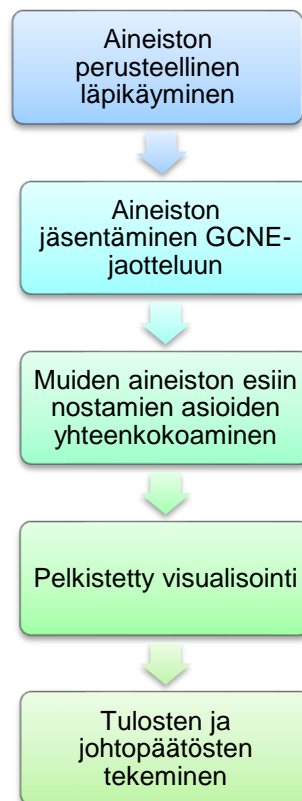 Aineiston
perusteellinen
läpikäyminen
Aineiston
jäsentäminen GCNE-
jaotteluun
Muiden aineiston esiin
nostamien asioiden
yhteenkokoaminen
Pelkistetty visualisointi
Tulosten ja
johtopäätösten
tekeminen